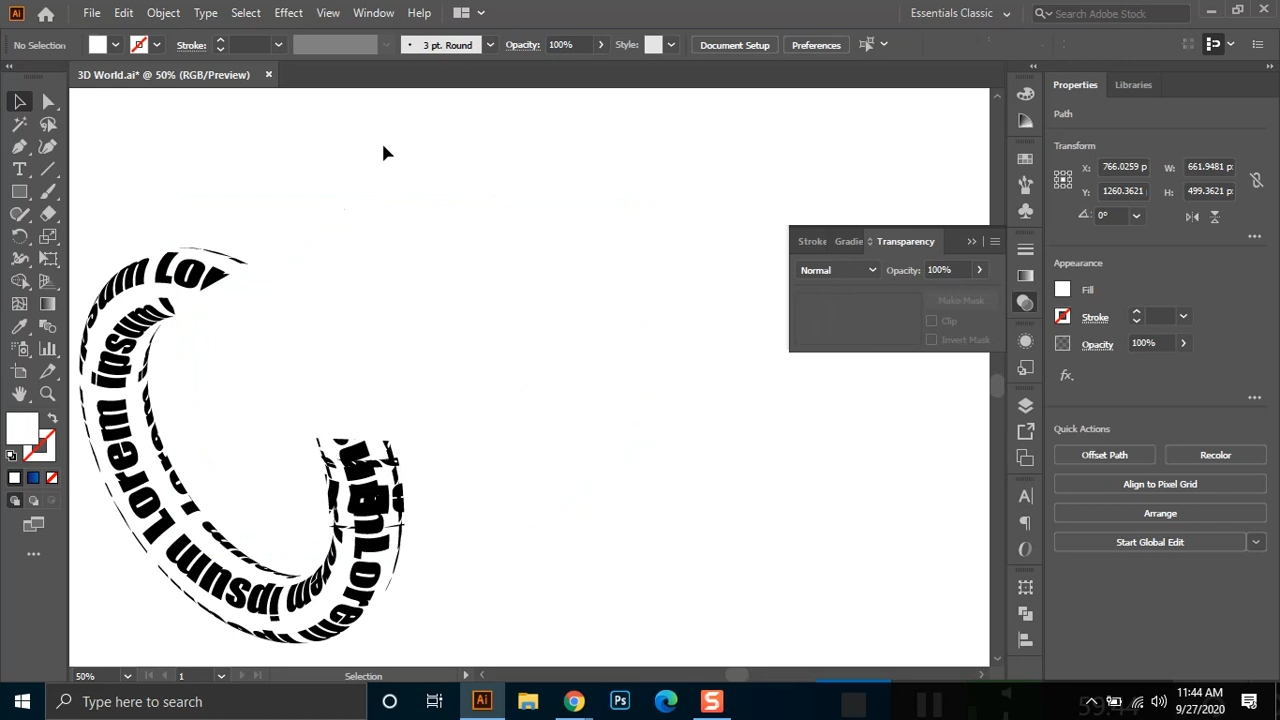 Ai File Edit Object Type Select Effect View Window Help Essentials Classic Search Adobe Stock
No Selection Stroke: 3 pt. Round Opacity: 100% Style: Document Setup Preferences
3D World.ai* @ 50% (RGB/Preview)
Properties Libraries
Path
Transform
X: 766.0259 p W: 661.9481 p
Y: 1260.3621 H: 499.3621 p
0°
Appearance
Fill
Stroke
Opacity 100%
fx.
Quick Actions
Offset Path Recolor
Align to Pixel Grid
Arrange
Start Global Edit
Stroke Gradie Transparency
Normal Opacity: 100%
Make Mask
Clip
Invert Mask
Lorem ipsum Lorem
50% 1 Selection
Type here to search Ai Ps S 1:44 AM
9/27/2020